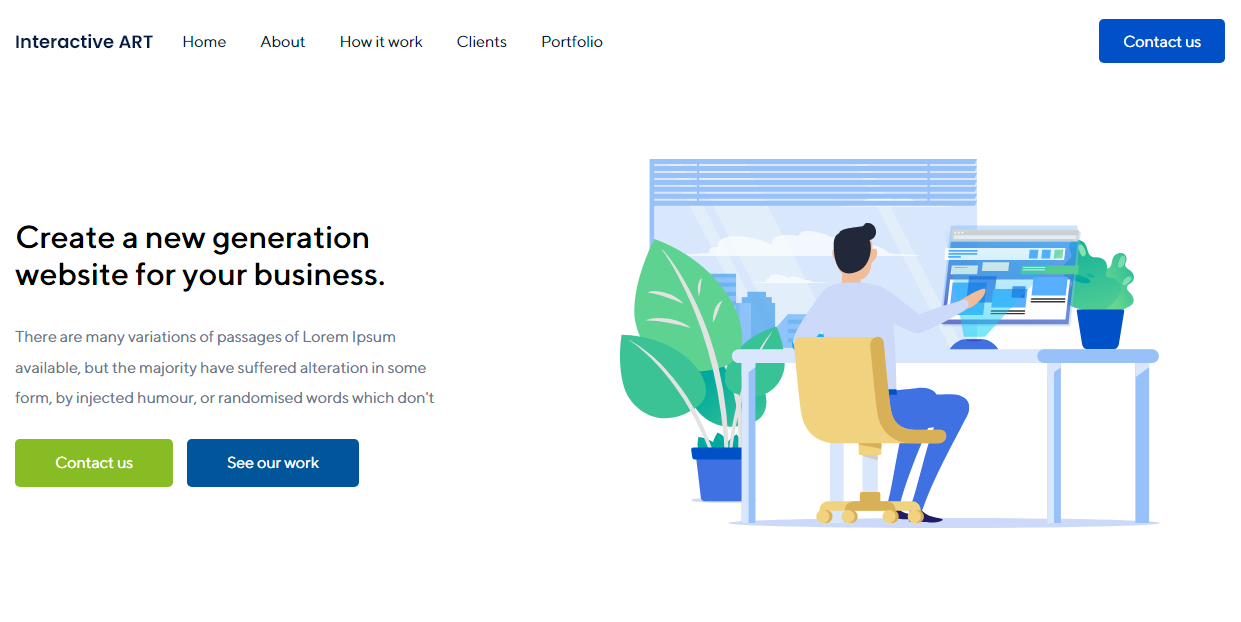 Interactive ART Home About How it work Clients Portfolio Contact us
Create a new generation
website for your business.
There are many variations of passages of Lorem Ipsum
available, but the majority have suffered alteration in some
form, by injected humour, or randomised words which don't
Contact us See our work